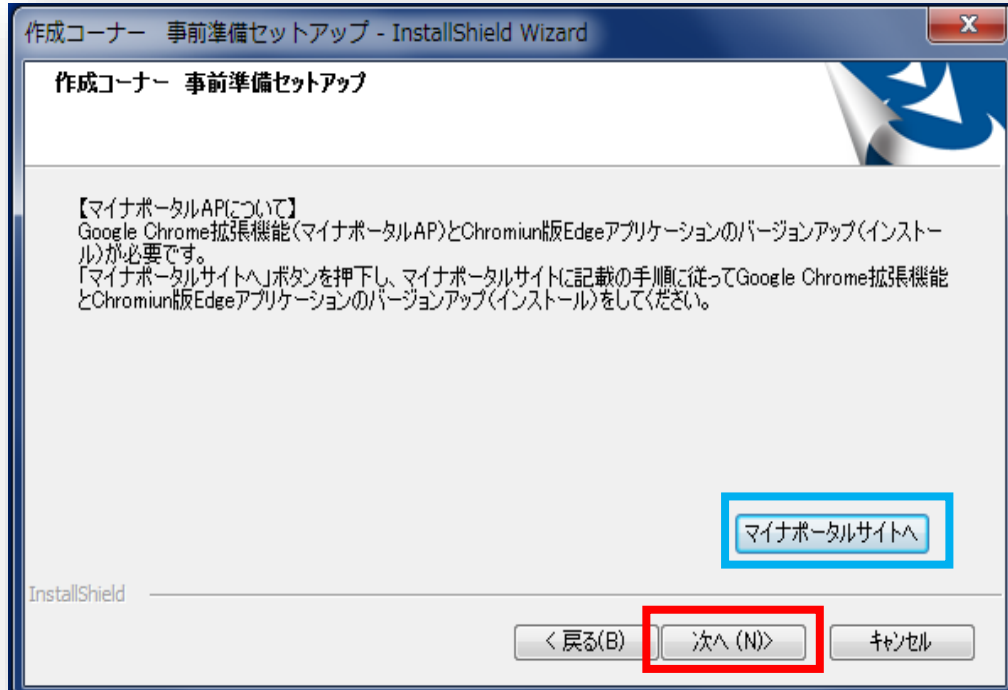 作成コーナー　事前準備セットアップ - InstallShield Wizard
作成コーナー 事前準備セットアップ
【マイナポータルAPについて】
Google Chrome拡張機能(マイナポータルAP)とChromiun版Edgeアプリケーションのバージョンアップ(インストー
ル)が必要です。
「マイナポータルサイトへ」ボタンを押下し、マイナポータルサイトに記載の手順に従ってGoogle Chrome拡張機能
とChromiun版Edgeアプリケーションのバージョンアップ(インストール)をしてください。
マイナポータルサイトへ
InstallShield
< 戻る(B)
次へ (N)>
キャンセル